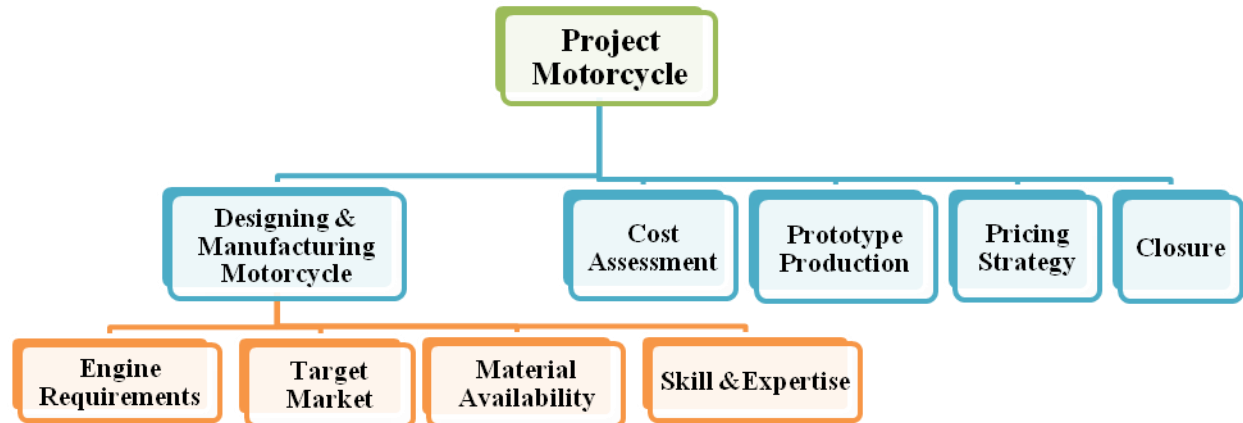 Project
Motorcycle
Designing &
Manufacturing
Motorcycle
Cost
Assessment
Prototype
Production
Pricing
Strategy
Closure
Engine
Requirements
Target
Market
Material
Availability
Skill &Expertise